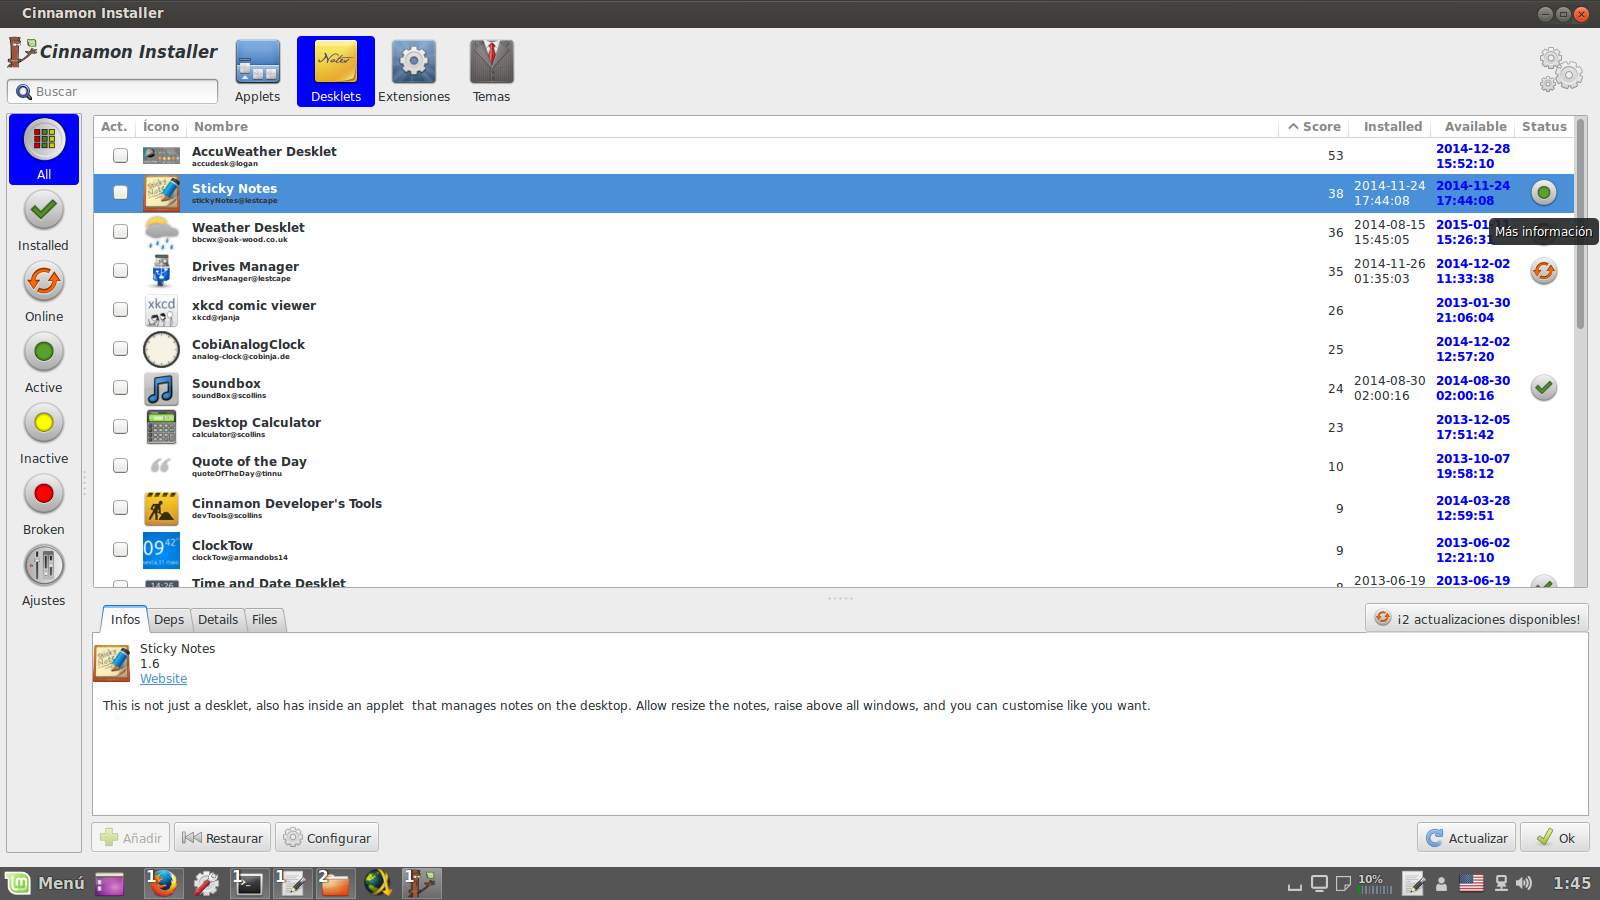 Cinnamon Installer
Cinnamon Installer
Buscar
Applets
Notes
Desklets
Extensiones
Temas
All
Installed
Online
Active
Inactive
Broken
Ajustes
Act. Ícono Nombre Score Installed Available Status
AccuWeather Desklet
accudesk@logan
53
2014-12-28
15:52:10
Sticky Notes
stickyNotes@lestcape
38
2014-11-24
17:44:08
2014-11-24
17:44:08
Weather Desklet
bbcwx@oak-wood.co.uk
36
2014-08-15
15:45:05
Más información
Drives Manager
drivesManager@lestcape
35
2014-11-26
01:35:03
2014-12-02
11:33:38
xkcd
xkcd comic viewer
xkcd@rjanja
26
2013-01-30
21:06:04
CobiAnalogClock
analog-clock@cobinja.de
25
2014-12-02
12:57:20
Soundbox
soundBox@scollins
24
2014-08-30
02:00:16
2014-08-30
02:00:16
Desktop Calculator
calculator@scollins
23
2013-12-05
17:51:42
Quote of the Day
quoteOfTheDay@tinnu
10
2013-10-07
19:58:12
Cinnamon Developer's Tools
devTools@scollins
9
2014-03-28
12:59:51
09 42
ClockTow
clockTow@armandobs14
9
2013-06-02
12:21:10
Time and Date Desklet
8
2013-06-19
2013-06-19
Infos Deps Details Files
¡2 actualizaciones disponibles!
Sticky Notes
1.6
Website
This is not just a desklet, also has inside an applet  that manages notes on the desktop. Allow resize the notes, raise above all windows, and you can customise like you want.
Añadir Restaurar Configurar Actualizar Ok
Menú 1 1 1 2 1 10% 1:45